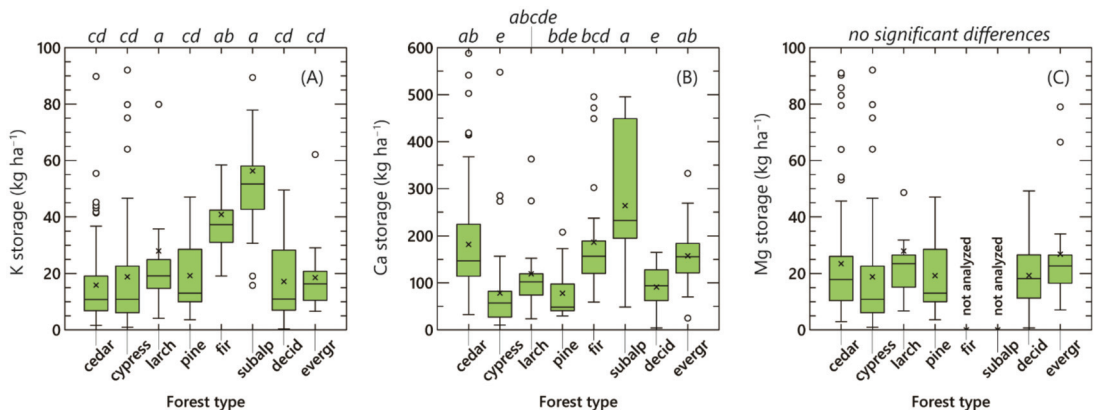 abcde
cd cd a cd ab a cd cd
ab e bde bcd a e ab
no significant differences
(A)
(B)
(C)
K storage (kg ha⁻¹)
100
80
60
40
20
0
cedar
cypress
larch
pine
fir
subalp
decid
evergr
Forest type
Ca storage (kg ha⁻¹)
600
500
400
300
200
100
0
cedar
cypress
larch
pine
fir
subalp
decid
evergr
Forest type
Mg storage (kg ha⁻¹)
100
80
60
40
20
0
not analyzed
not analyzed
cedar
cypress
larch
pine
fir
subalp
decid
evergr
Forest type